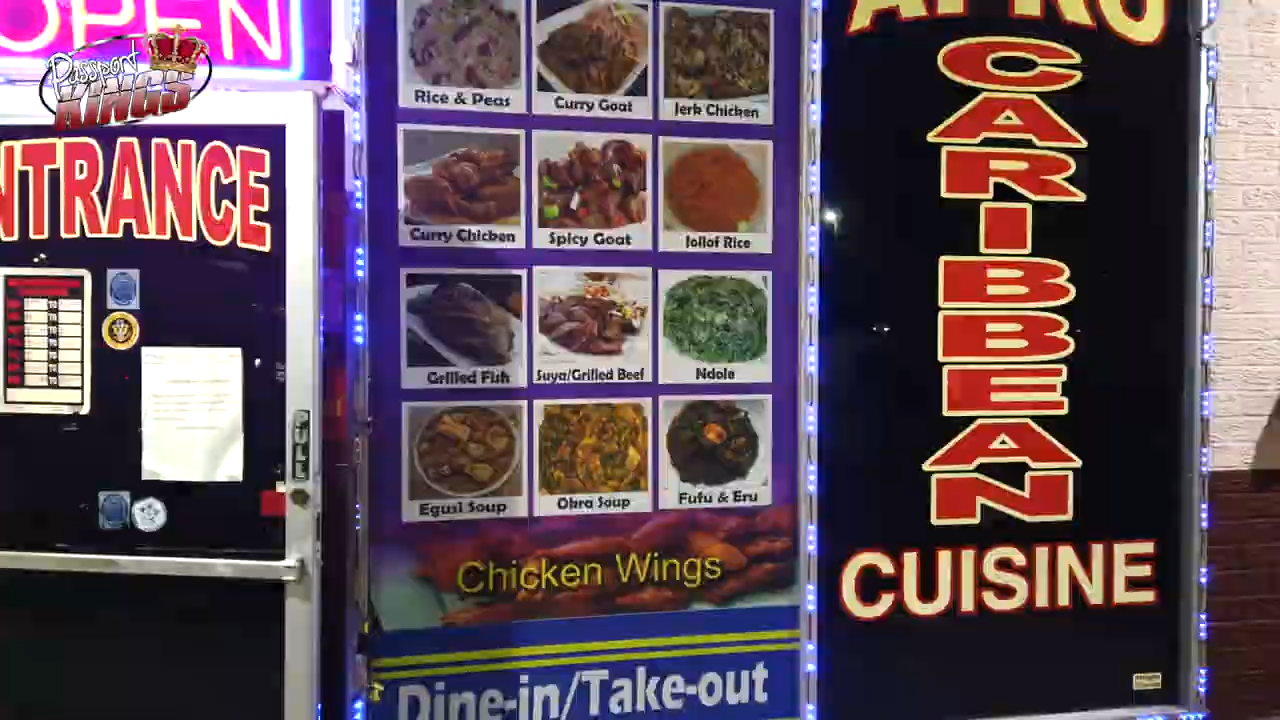 OPEN
Passport
KINGS
NTRANCE
PULL
Rice & Peas
Curry Goat
Jerk Chicken
Curry Chicken
Spicy Goat
Jollof Rice
Grilled Fish
Suya/Grilled Beef
Ndole
Egusi Soup
Okra Soup
Fufu & Eru
Chicken Wings
Dine-in/Take-out
AFRO
CARIBBEAN
CUISINE